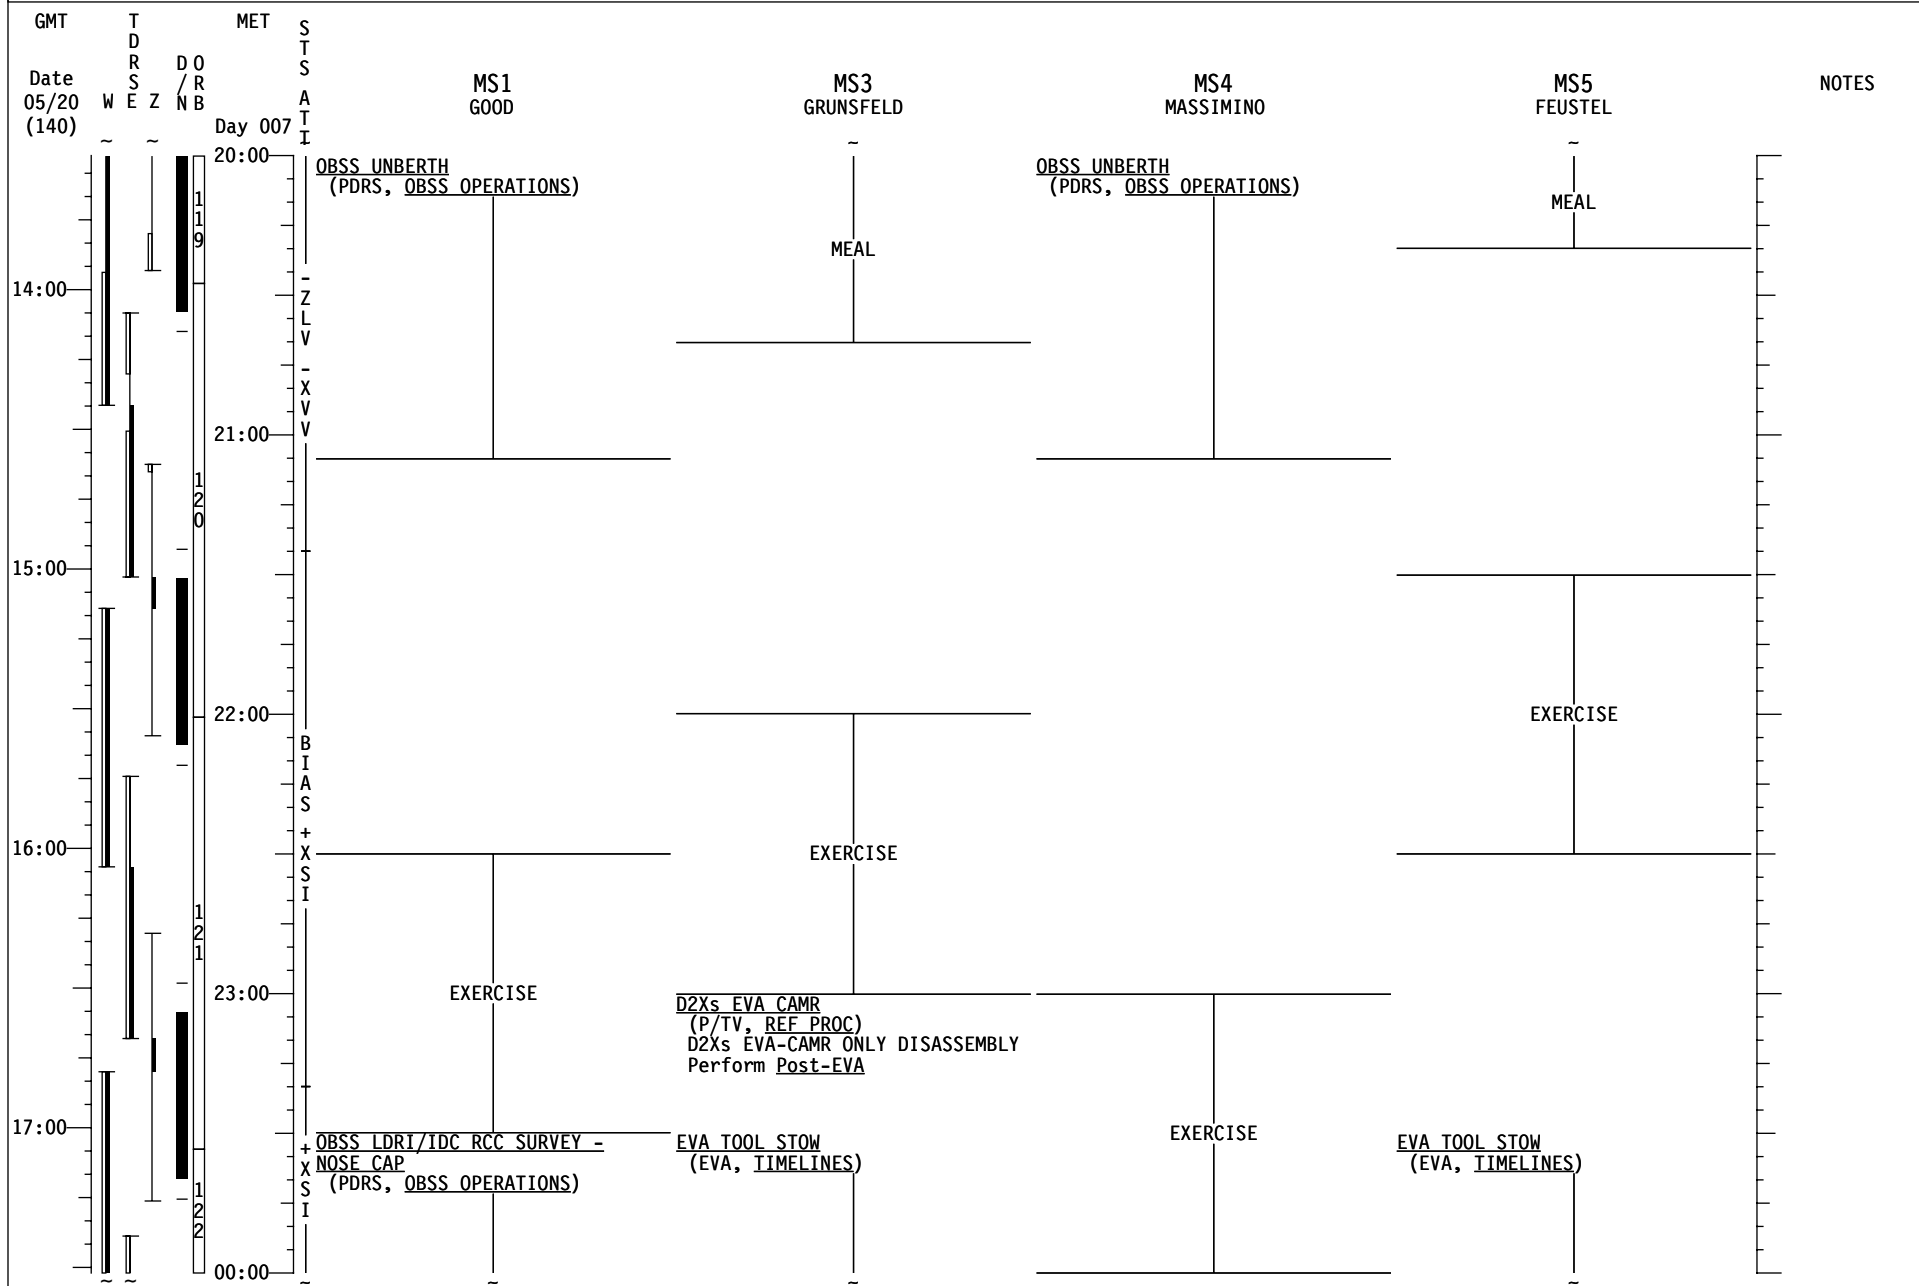 GMT
TDRS
MET
STS ATT
D/N
ORB
Date
05/20
(140)
W E Z
Day 007
MS1
GOOD
MS3
GRUNSFELD
MS4
MASSIMINO
MS5
FEUSTEL
NOTES
~ ~ ~ ~
20:00
OBSS UNBERTH
(PDRS, OBSS OPERATIONS)
OBSS UNBERTH
(PDRS, OBSS OPERATIONS)
MEAL
119
MEAL
14:00
-ZLV -XVV
21:00
120
15:00
22:00
EXERCISE
BIAS +XSI
16:00
EXERCISE
121
23:00
EXERCISE
D2Xs EVA CAMR
(P/TV, REF PROC)
D2Xs EVA-CAMR ONLY DISASSEMBLY
Perform Post-EVA
17:00
EXERCISE
+XSI
OBSS LDRI/IDC RCC SURVEY -
NOSE CAP
(PDRS, OBSS OPERATIONS)
EVA TOOL STOW
(EVA, TIMELINES)
EVA TOOL STOW
(EVA, TIMELINES)
122
00:00
~ ~ ~ ~ ~ ~